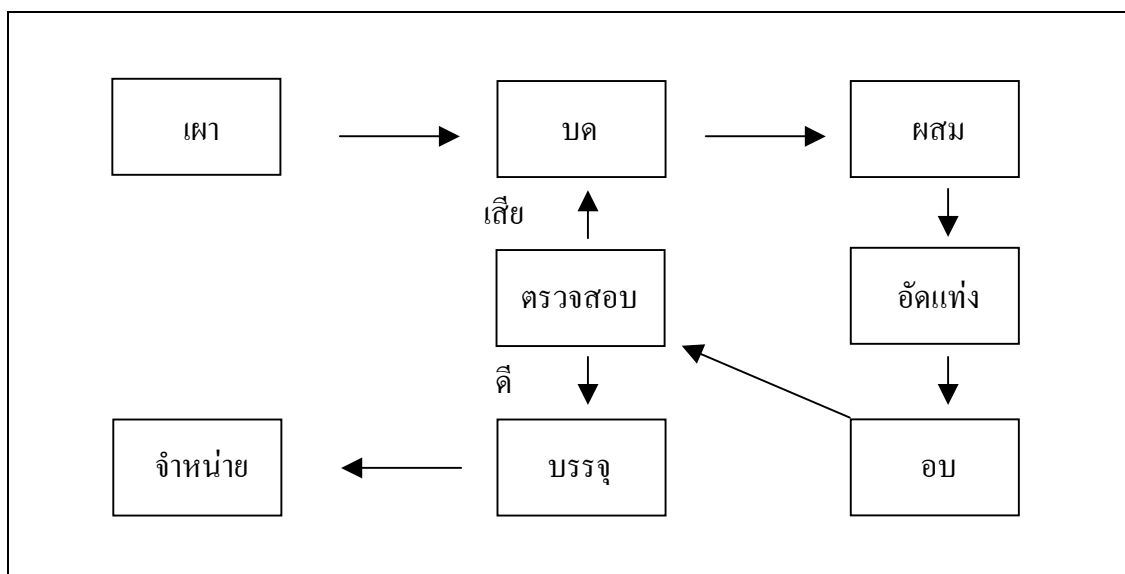 เผา
บด
ผสม
เสีย
ตรวจสอบ
อัดแท่ง
ดี
จำหน่าย
บรรจุ
อบ